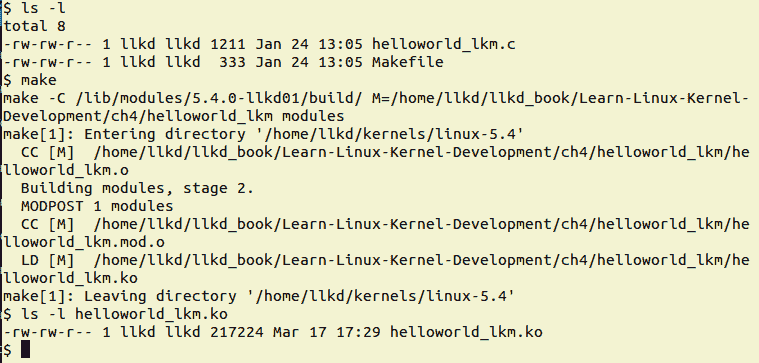 $ ls -l
total 8
-rw-rw-r-- 1 llkd llkd 1211 Jan 24 13:05 helloworld_lkm.c
-rw-rw-r-- 1 llkd llkd  333 Jan 24 13:05 Makefile
$ make
make -C /lib/modules/5.4.0-llkd01/build/ M=/home/llkd/llkd_book/Learn-Linux-Kernel-
Development/ch4/helloworld_lkm modules
make[1]: Entering directory '/home/llkd/kernels/linux-5.4'
  CC [M]  /home/llkd/llkd_book/Learn-Linux-Kernel-Development/ch4/helloworld_lkm/he
lloworld_lkm.o
  Building modules, stage 2.
  MODPOST 1 modules
  CC [M]  /home/llkd/llkd_book/Learn-Linux-Kernel-Development/ch4/helloworld_lkm/he
lloworld_lkm.mod.o
  LD [M]  /home/llkd/llkd_book/Learn-Linux-Kernel-Development/ch4/helloworld_lkm/he
lloworld_lkm.ko
make[1]: Leaving directory '/home/llkd/kernels/linux-5.4'
$ ls -l helloworld_lkm.ko
-rw-rw-r-- 1 llkd llkd 217224 Mar 17 17:29 helloworld_lkm.ko
$